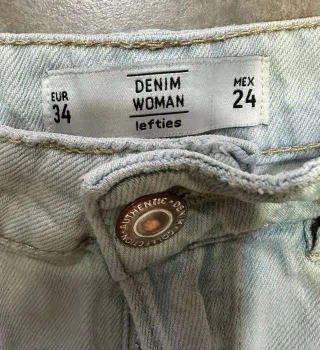 EUR
34
DENIM
WOMAN
lefties
MEX
24
AUTHENTIC